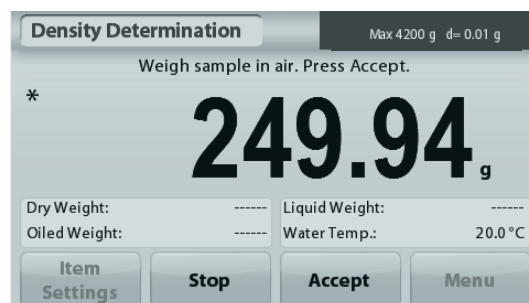 Density Determination
Max 4200 g d= 0.01 g
Weigh sample in air. Press Accept.
*
249.94 g
Dry Weight: ------ Liquid Weight: ------
Oiled Weight: ------ Water Temp.: 20.0 °C
Item Settings Stop Accept Menu